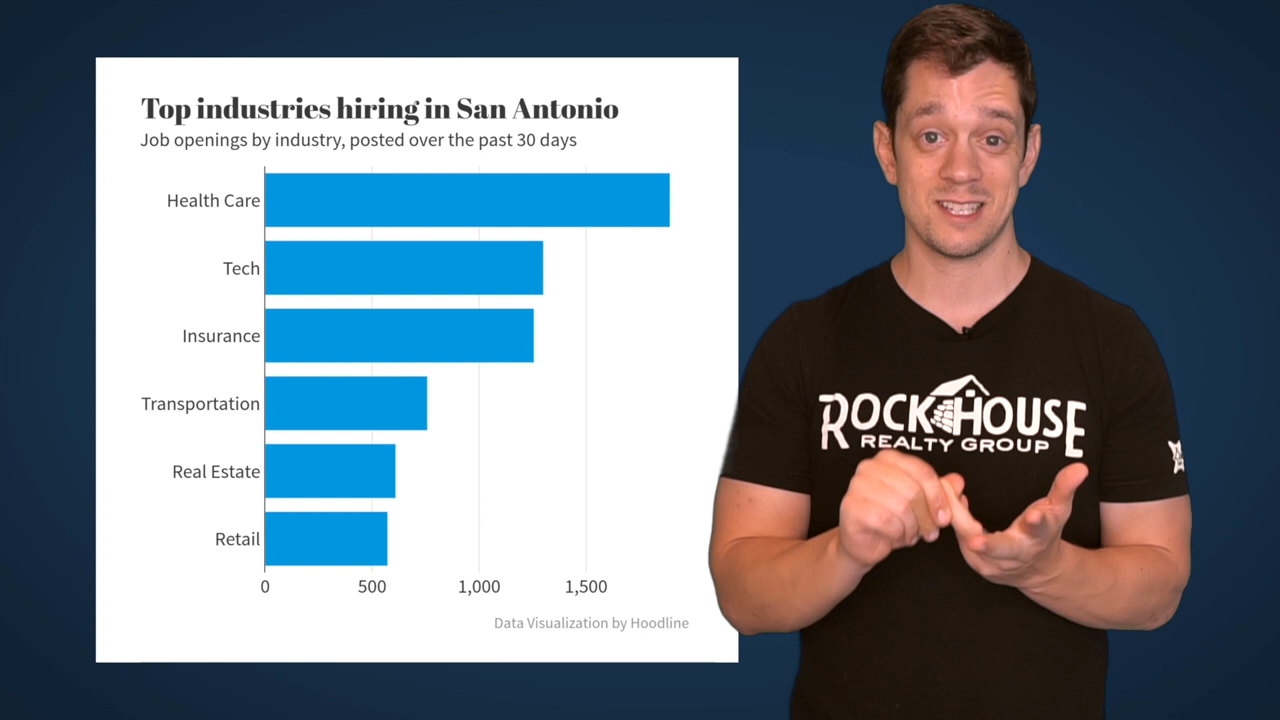 Top industries hiring in San Antonio
Job openings by industry, posted over the past 30 days
Health Care
Tech
Insurance
Transportation
Real Estate
Retail
0 500 1,000 1,500
Data Visualization by Hoodline
ROCK HOUSE
REALTY GROUP